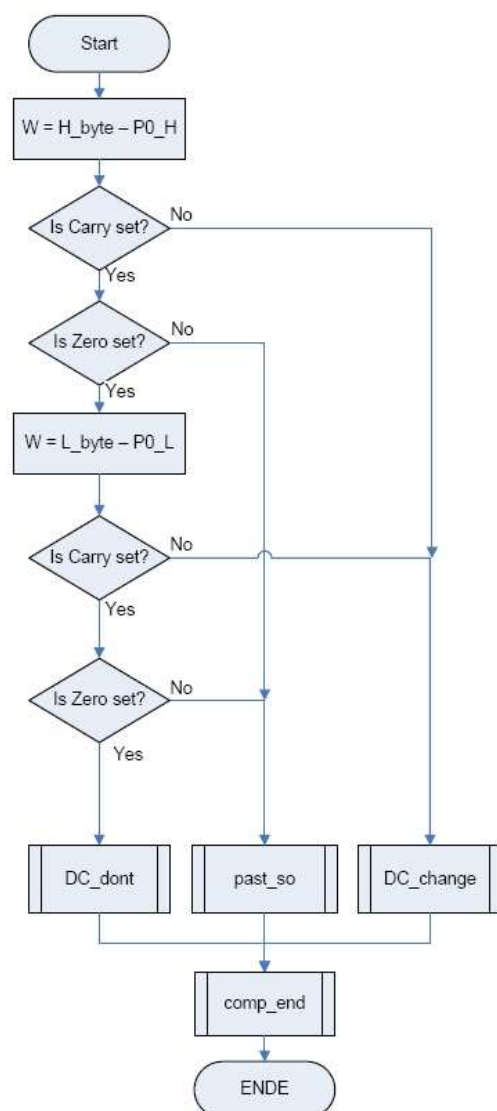 Start
W = H_byte – P0_H
Is Carry set?
No
Yes
Is Zero set?
No
Yes
W = L_byte – P0_L
Is Carry set?
No
Yes
Is Zero set?
No
Yes
DC_dont
past_so
DC_change
comp_end
ENDE